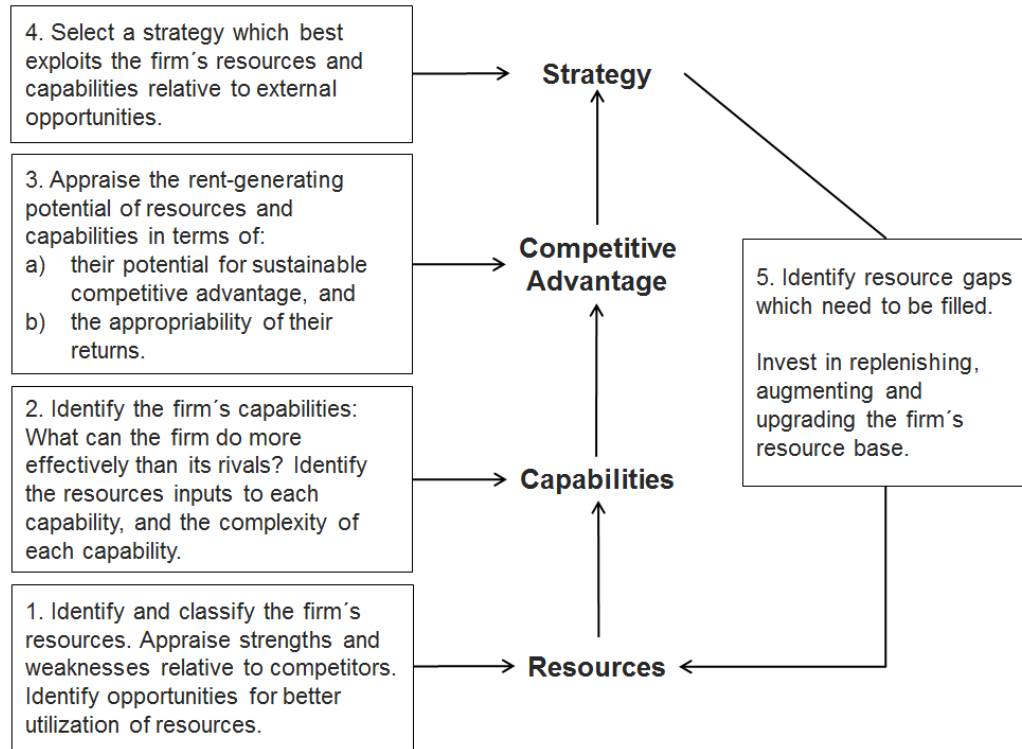 4. Select a strategy which best
exploits the firm´s resources and
capabilities relative to external
opportunities.
Strategy
3. Appraise the rent-generating
potential of resources and
capabilities in terms of:
a) their potential for sustainable
competitive advantage, and
b) the appropriability of their
returns.
Competitive
Advantage
5. Identify resource gaps
which need to be filled.
Invest in replenishing,
augmenting and
upgrading the firm´s
resource base.
2. Identify the firm´s capabilities:
What can the firm do more
effectively than its rivals? Identify
the resources inputs to each
capability, and the complexity of
each capability.
Capabilities
1. Identify and classify the firm´s
resources. Appraise strengths and
weaknesses relative to competitors.
Identify opportunities for better
utilization of resources.
Resources